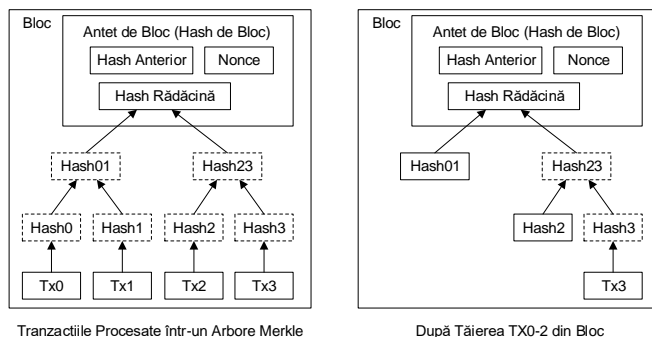 Bloc
Antet de Bloc (Hash de Bloc)
Hash Anterior
Nonce
Hash Rădăcină
Hash01
Hash23
Hash0
Hash1
Hash2
Hash3
Tx0
Tx1
Tx2
Tx3
Tranzacțiile Procesate într-un Arbore Merkle
Bloc
Antet de Bloc (Hash de Bloc)
Hash Anterior
Nonce
Hash Rădăcină
Hash01
Hash23
Hash2
Hash3
Tx3
După Tăierea TX0-2 din Bloc